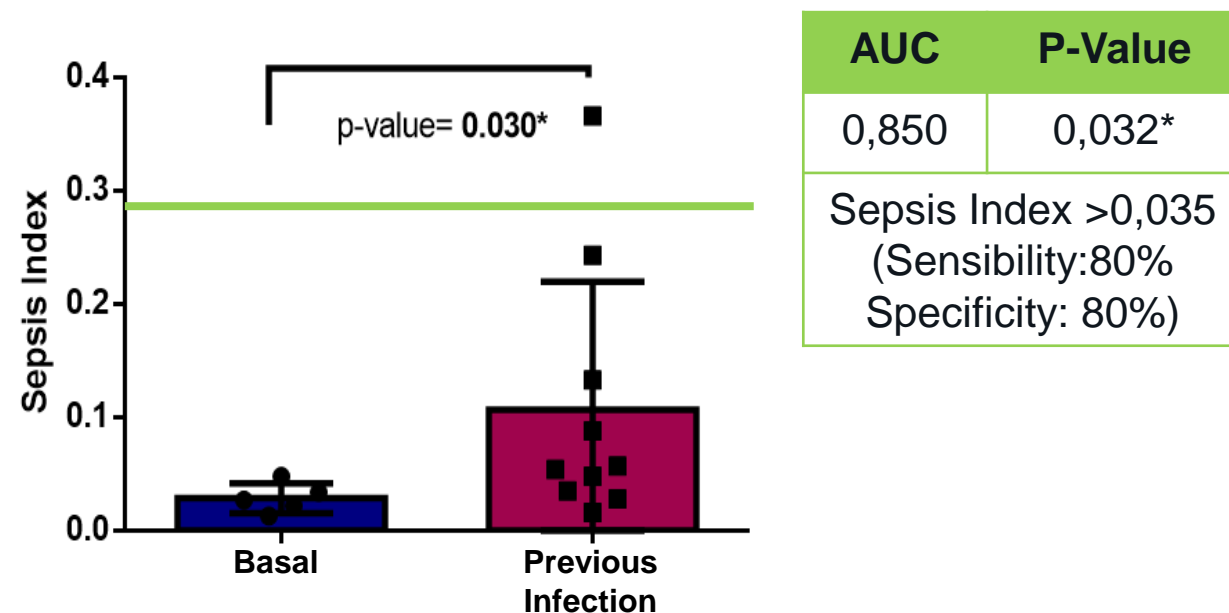 0.4
p-value= 0.030*
0.3
0.2
0.1
0.0
Sepsis Index
Basal
Previous
Infection
AUC P-Value
0,850 0,032*
Sepsis Index >0,035
(Sensibility:80%
Specificity: 80%)